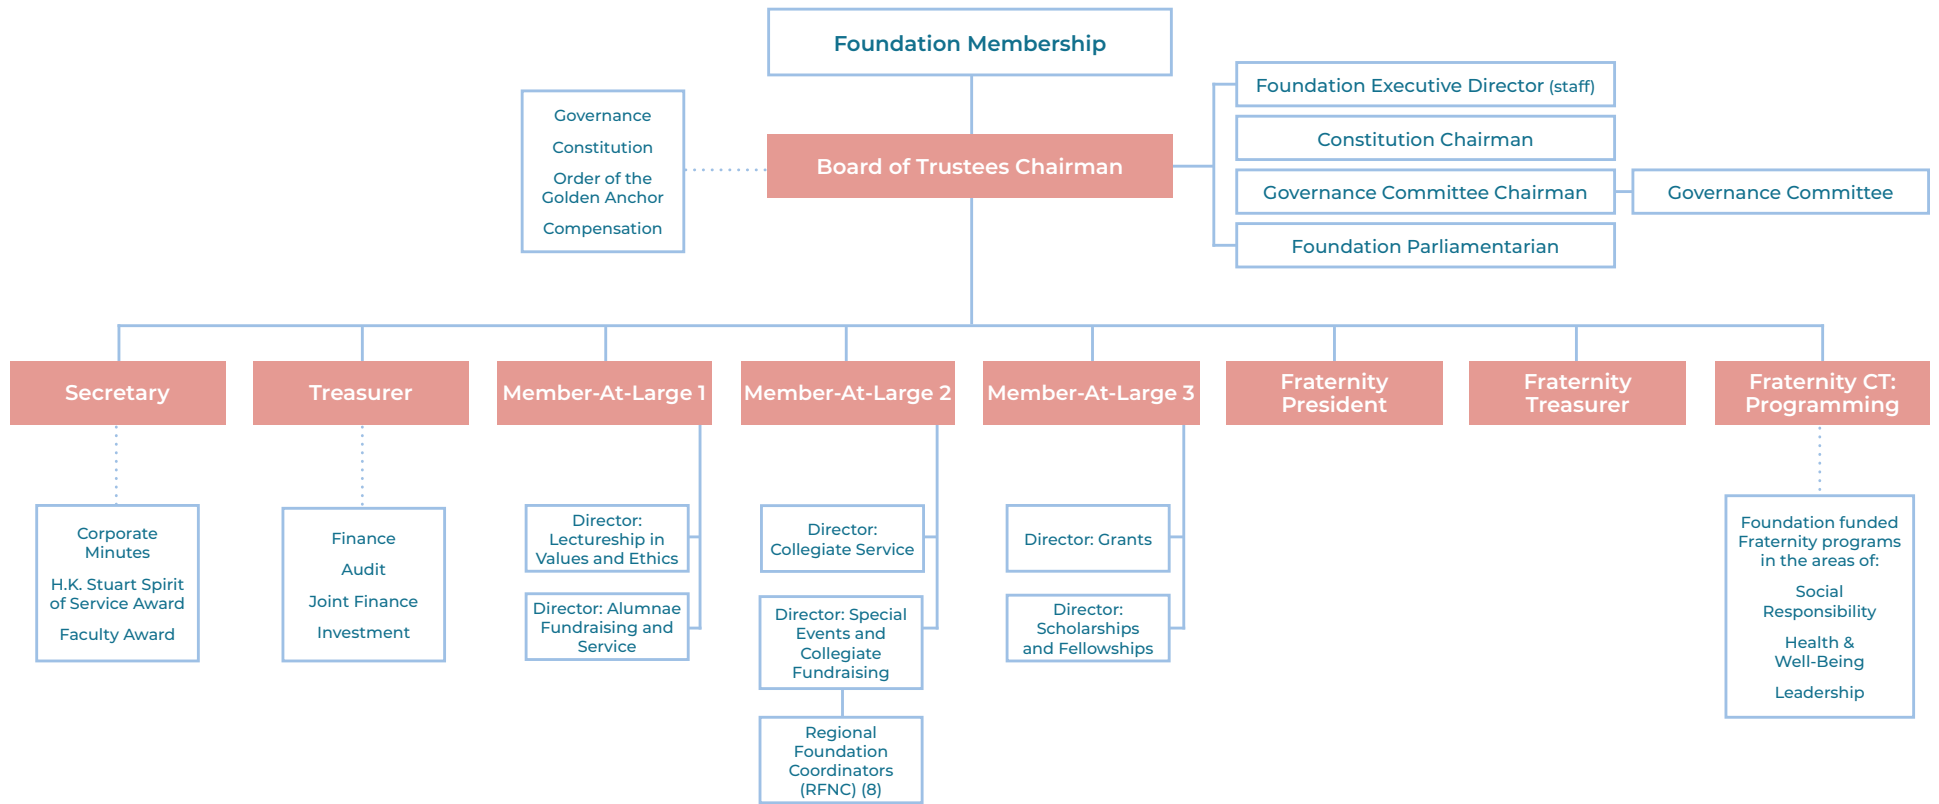 Foundation Membership
Governance
Constitution
Order of the
Golden Anchor
Compensation
Board of Trustees Chairman
Foundation Executive Director (staff)
Constitution Chairman
Governance Committee Chairman
Governance Committee
Foundation Parliamentarian
Secretary
Treasurer
Member-At-Large 1
Member-At-Large 2
Member-At-Large 3
Fraternity
President
Fraternity
Treasurer
Fraternity CT:
Programming
Corporate
Minutes
H.K. Stuart Spirit
of Service Award
Faculty Award
Finance
Audit
Joint Finance
Investment
Director:
Lectureship in
Values and Ethics
Director: Alumnae
Fundraising and
Service
Director:
Collegiate Service
Director: Special
Events and
Collegiate
Fundraising
Regional
Foundation
Coordinators
(RFNC) (8)
Director: Grants
Director:
Scholarships
and Fellowships
Foundation funded
Fraternity programs
in the areas of:
Social
Responsibility
Health &
Well-Being
Leadership